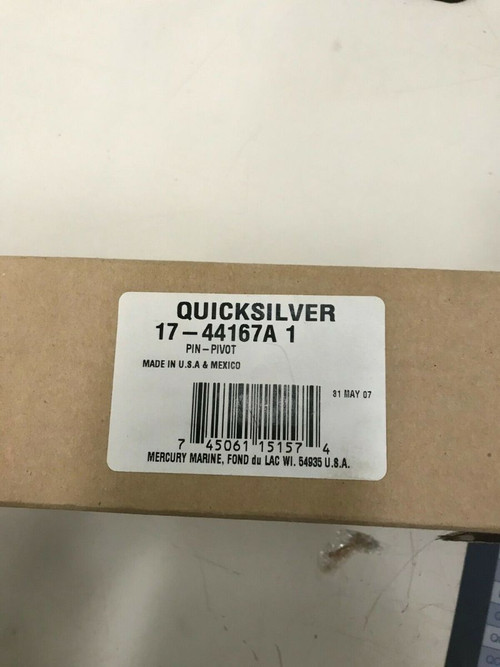 QUICKSILVER
17-44167A 1
PIN-PIVOT
MADE IN U.S.A & MEXICO
31 MAY 07
7 45061 15157 4
MERCURY MARINE, FOND du LAC WI. 54935 U.S.A.